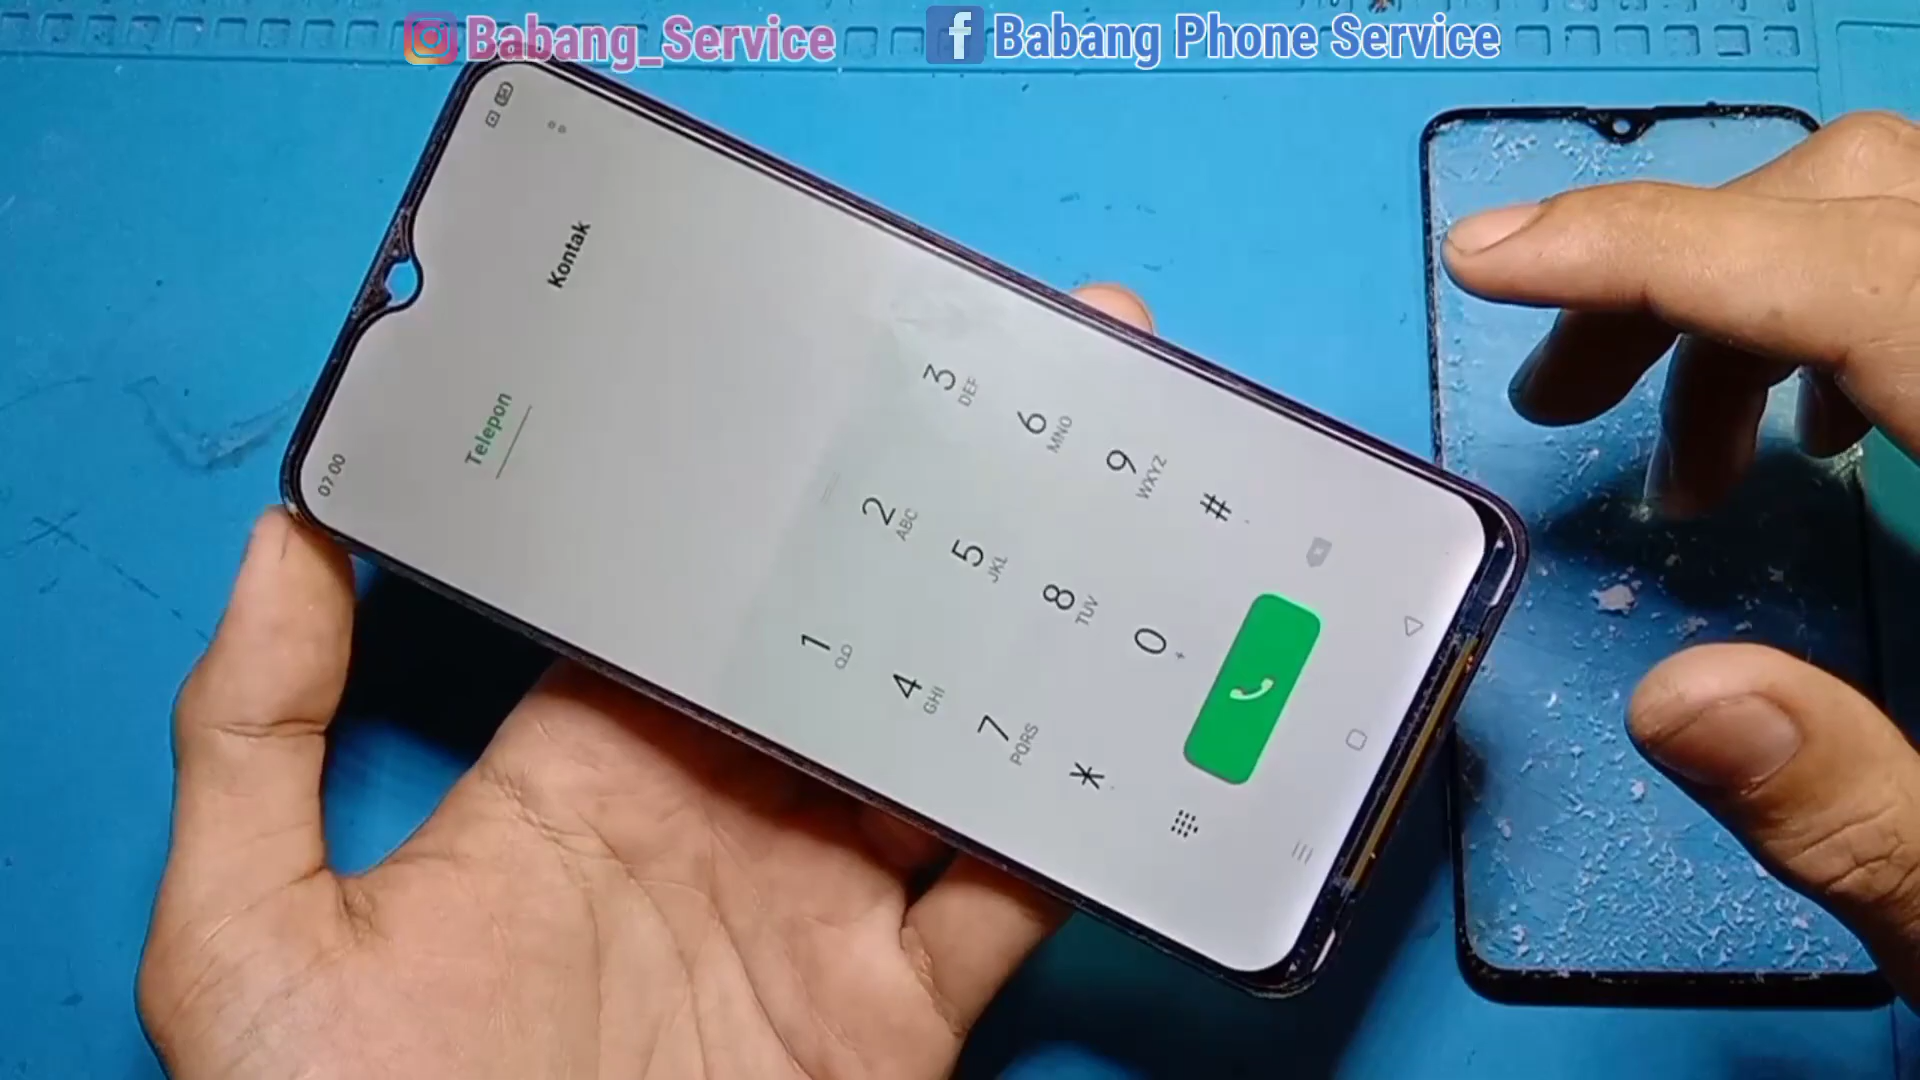 Babang_Service
Babang Phone Service
07:00
Telepon
Kontak
1
2 ABC
3 DEF
4 GHI
5 JKL
6 MNO
7 PQRS
8 TUV
9 WXYZ
*
0 +
#